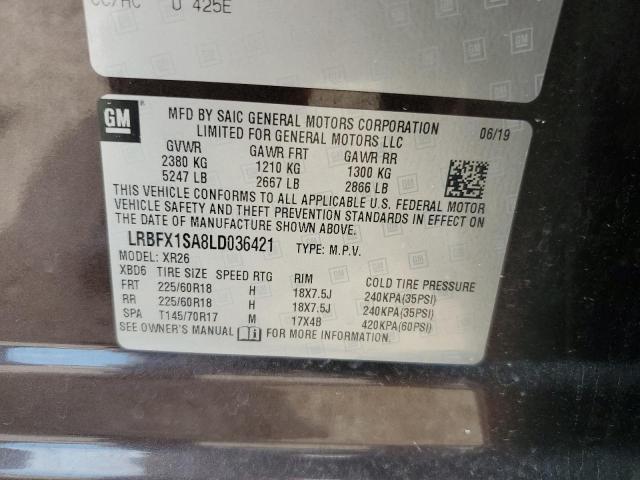 U 425E
GM
MFD BY SAIC GENERAL MOTORS CORPORATION
LIMITED FOR GENERAL MOTORS LLC
06/19
GVWR GAWR FRT GAWR RR
2380 KG 1210 KG 1300 KG
5247 LB 2667 LB 2866 LB
THIS VEHICLE CONFORMS TO ALL APPLICABLE U.S. FEDERAL MOTOR
VEHICLE SAFETY AND THEFT PREVENTION STANDARDS IN EFFECT ON
THE DATE OF MANUFACTURE SHOWN ABOVE.
LRBFX1SA8LD036421 TYPE: M.P.V.
MODEL: XR26
XBD6 TIRE SIZE SPEED RTG RIM COLD TIRE PRESSURE
FRT 225/60R18 H 18X7.5J 240KPA(35PSI)
RR 225/60R18 H 18X7.5J 240KPA(35PSI)
SPA T145/70R17 M 17X4B 420KPA(60PSI)
SEE OWNER'S MANUAL FOR MORE INFORMATION